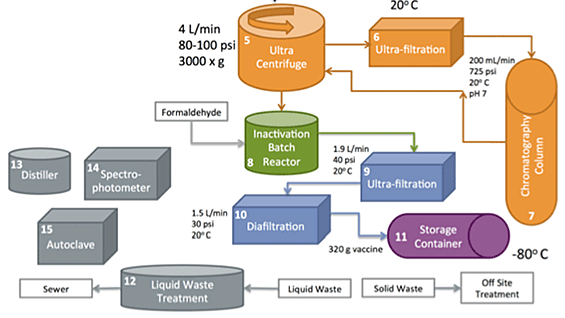 20° C
4 L/min
80-100 psi
3000 x g
5
Ultra
Centrifuge
6
Ultra-filtration
200 mL/min
725 psi
20° C
pH 7
Chromatography
Column
7
Formaldehyde
Inactivation
Batch
Reactor
8
1.9 L/min
40 psi
20° C
9
Ultra-filtration
13
Distiller
14
Spectro-
photometer
15
Autoclave
1.5 L/min
30 psi
20° C
10
Diafiltration
320 g vaccine
11
Storage
Container
-80° C
12
Liquid Waste
Treatment
Sewer
Liquid Waste
Solid Waste
Off Site
Treatment